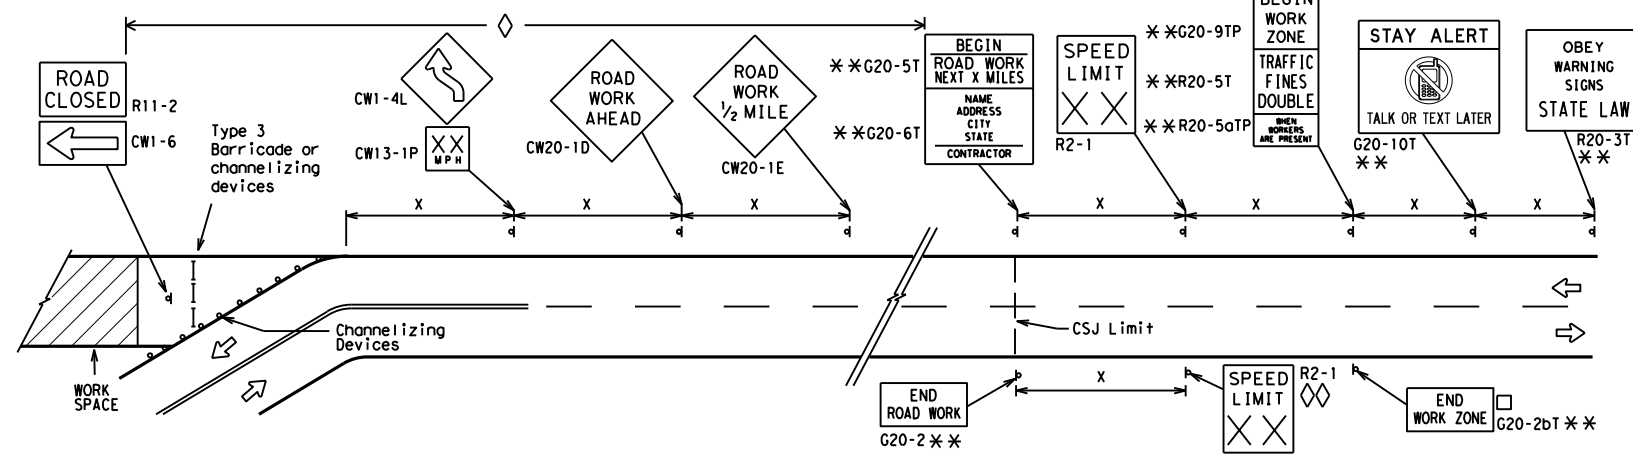 ROAD
CLOSED
R11-2
CW1-6
Type 3
Barricade or
channelizing
devices
CW1-4L
XX
MPH
CW13-1P
ROAD
WORK
AHEAD
CW20-1D
ROAD
WORK
1/2 MILE
CW20-1E
**G20-5T
BEGIN
ROAD WORK
NEXT X MILES
**G20-6T
NAME
ADDRESS
CITY
STATE
CONTRACTOR
SPEED
LIMIT
XX
R2-1
**G20-9TP
BEGIN
WORK
ZONE
**R20-5T
TRAFFIC
FINES
DOUBLE
**R20-5aTP
WHEN
WORKERS
ARE PRESENT
STAY ALERT
TALK OR TEXT LATER
G20-10T
**
OBEY
WARNING
SIGNS
STATE LAW
R20-3T
**
X
X
X
X
X
X
X
Channelizing
Devices
CSJ Limit
WORK
SPACE
END
ROAD WORK
G20-2**
X
SPEED
LIMIT
XX
R2-1
END
WORK ZONE
G20-2bT **